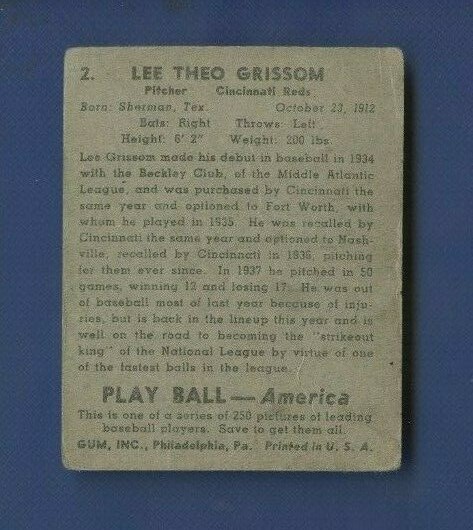 2. LEE THEO GRISSOM
Pitcher Cincinnati Reds
Born: Sherman, Tex. October 23, 1912
Bats: Right Throws: Left
Height: 6' 2" Weight: 200 lbs.
Lee Grissom made his debut in baseball in 1934
with the Beckley Club, of the Middle Atlantic
League, and was purchased by Cincinnati the
same year and optioned to Fort Worth, with
whom he played in 1935. He was recalled by
Cincinnati the same year and optioned to Nash-
ville, recalled by Cincinnati in 1936, pitching
for them ever since. In 1937 he pitched in 50
games, winning 12 and losing 17. He was out
of baseball most of last year because of inju-
ries, but is back in the lineup this year and is
well on the road to becoming the "strikeout
king" of the National League by virtue of one
of the fastest balls in the league.
PLAY BALL — America
This is one of a series of 250 pictures of leading
baseball players. Save to get them all.
GUM, INC., Philadelphia, Pa. Printed in U. S. A.